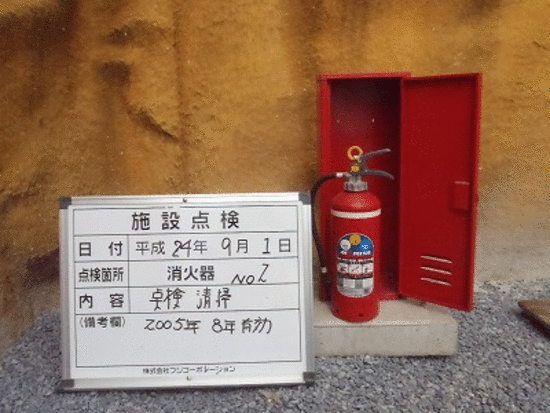 施設点検
日付 平成24年9月1日
点検箇所 消火器 No2
内容 点検 清掃
(備考欄) 2005年 8年有効
株式会社フジコーポレーション